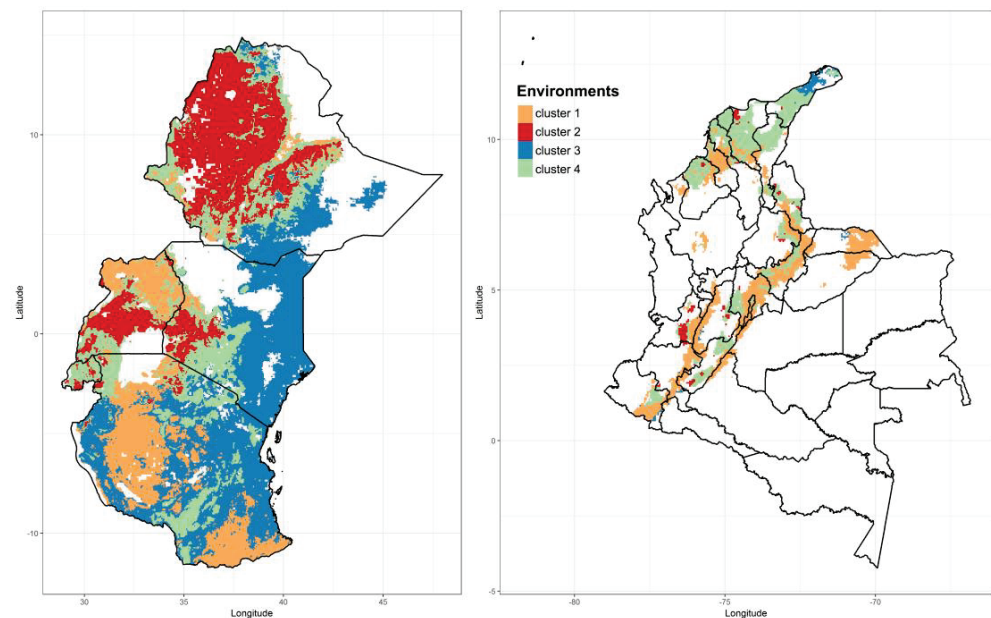 10
0
-10
Latitude
30
35
40
45
Longitude
Environments
cluster 1
cluster 2
cluster 3
cluster 4
10
5
0
-5
Latitude
-80
-75
-70
Longitude